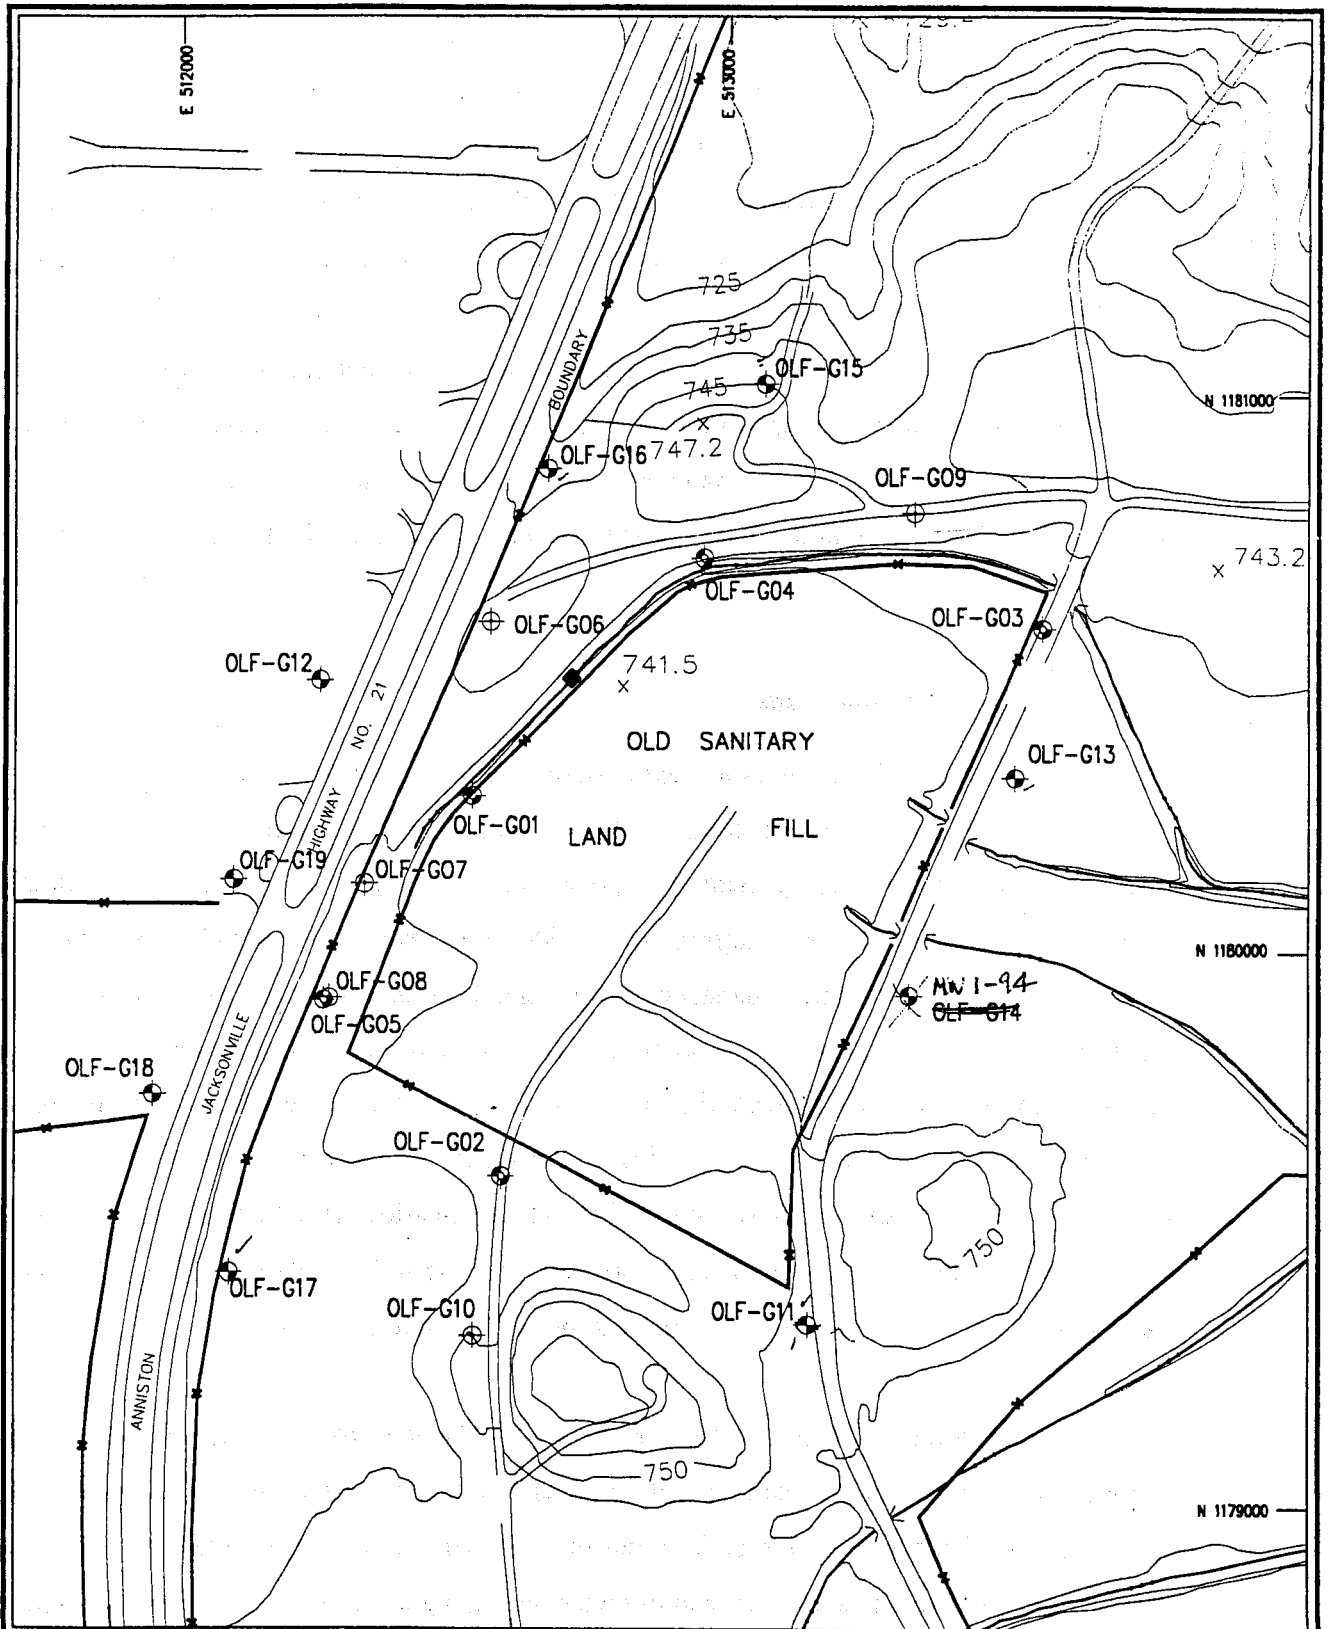 E 512000
E 513000
725
735
BOUNDARY
OLF-G15
745
N 1181000
747.2
OLF-G16
OLF-G09
743.2
OLF-G04
OLF-G03
OLF-G06
OLF-G12
741.5
HIGHWAY NO. 21
OLD SANITARY
OLF-G13
OLF-G01
LAND FILL
OLF-G19
OLF-G07
N 1180000
OLF-G08
MW 1-94
OLF-G14
OLF-G05
JACKSONVILLE
OLF-G18
OLF-G02
750
OLF-G17
OLF-G10
OLF-G11
ANNISTON
750
N 1179000